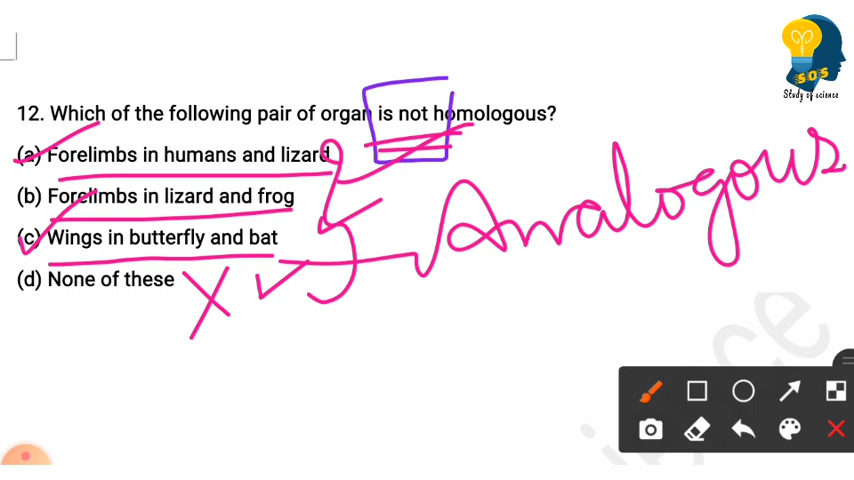 SOS
Study of science
12. Which of the following pair of organ is not homologous?
(a) Forelimbs in humans and lizard
(b) Forelimbs in lizard and frog
(c) Wings in butterfly and bat
(d) None of these
Analogous
ience